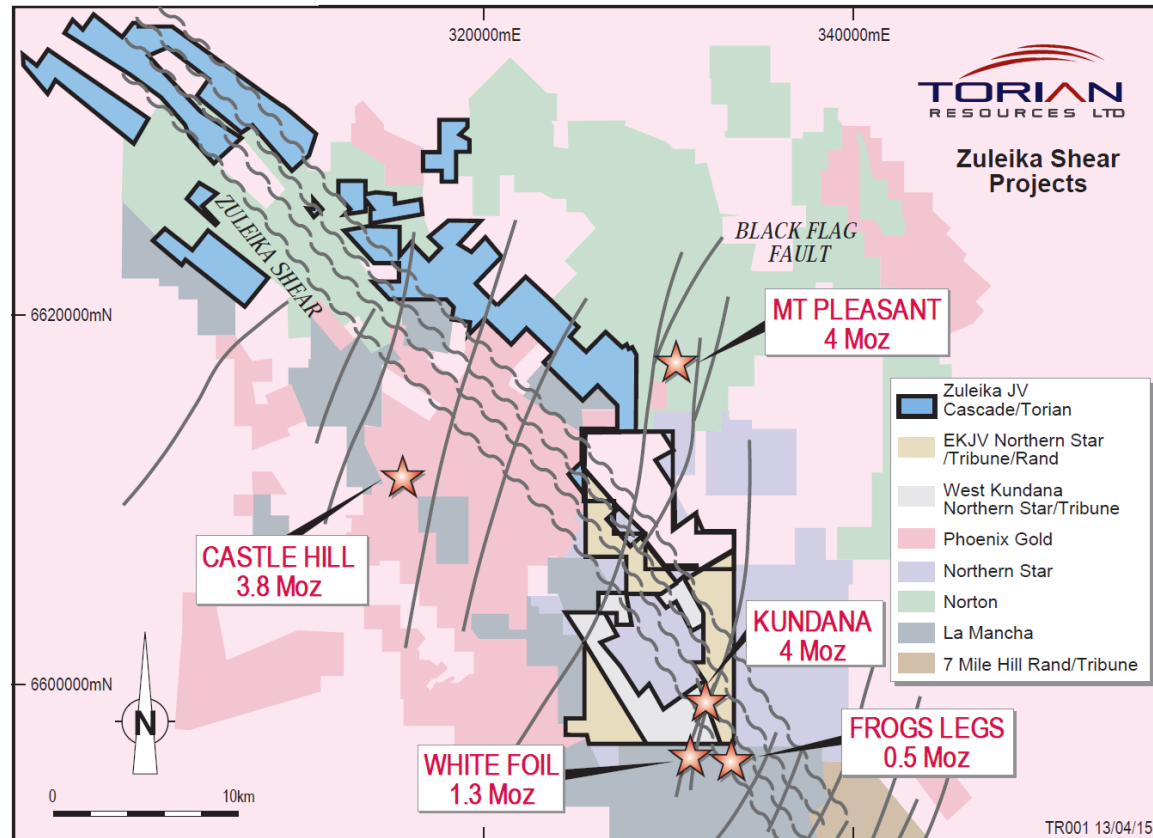 320000mE
340000mE
TORIAN
RESOURCES LTD
Zuleika Shear
Projects
ZULEIKA SHEAR
BLACK FLAG
FAULT
6620000mN
MT PLEASANT
4 Moz
Zuleika JV
Cascade/Torian
EKJV Northern Star
/Tribune/Rand
West Kundana
Northern Star/Tribune
Phoenix Gold
Northern Star
Norton
La Mancha
7 Mile Hill Rand/Tribune
CASTLE HILL
3.8 Moz
KUNDANA
4 Moz
6600000mN
N
FROGS LEGS
0.5 Moz
WHITE FOIL
1.3 Moz
0
10km
TR001 13/04/15